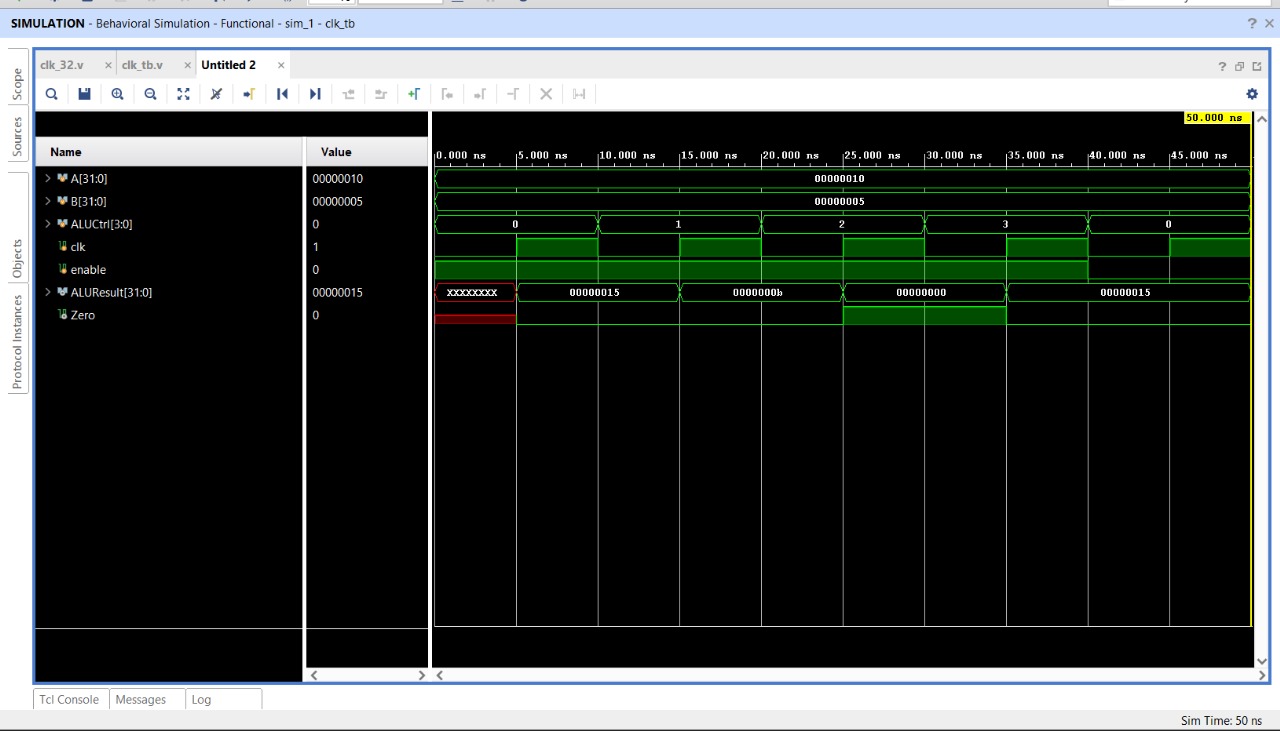 SIMULATION - Behavioral Simulation - Functional - sim_1 - clk_tb
? ×
Scope
Sources
Objects
Protocol Instances
clk_32.v × clk_tb.v × Untitled 2 ×
?
50.000 ns
Name Value
0.000 ns 5.000 ns 10.000 ns 15.000 ns 20.000 ns 25.000 ns 30.000 ns 35.000 ns 40.000 ns 45.000 ns
A[31:0] 00000010 00000010
B[31:0] 00000005 00000005
ALUCtrl[3:0] 0 0 1 2 3 0
clk 1
enable 0
ALUResult[31:0] 00000015 XXXXXXXX 00000015 0000000b 00000000 00000015
Zero 0
Tcl Console Messages Log
Sim Time: 50 ns